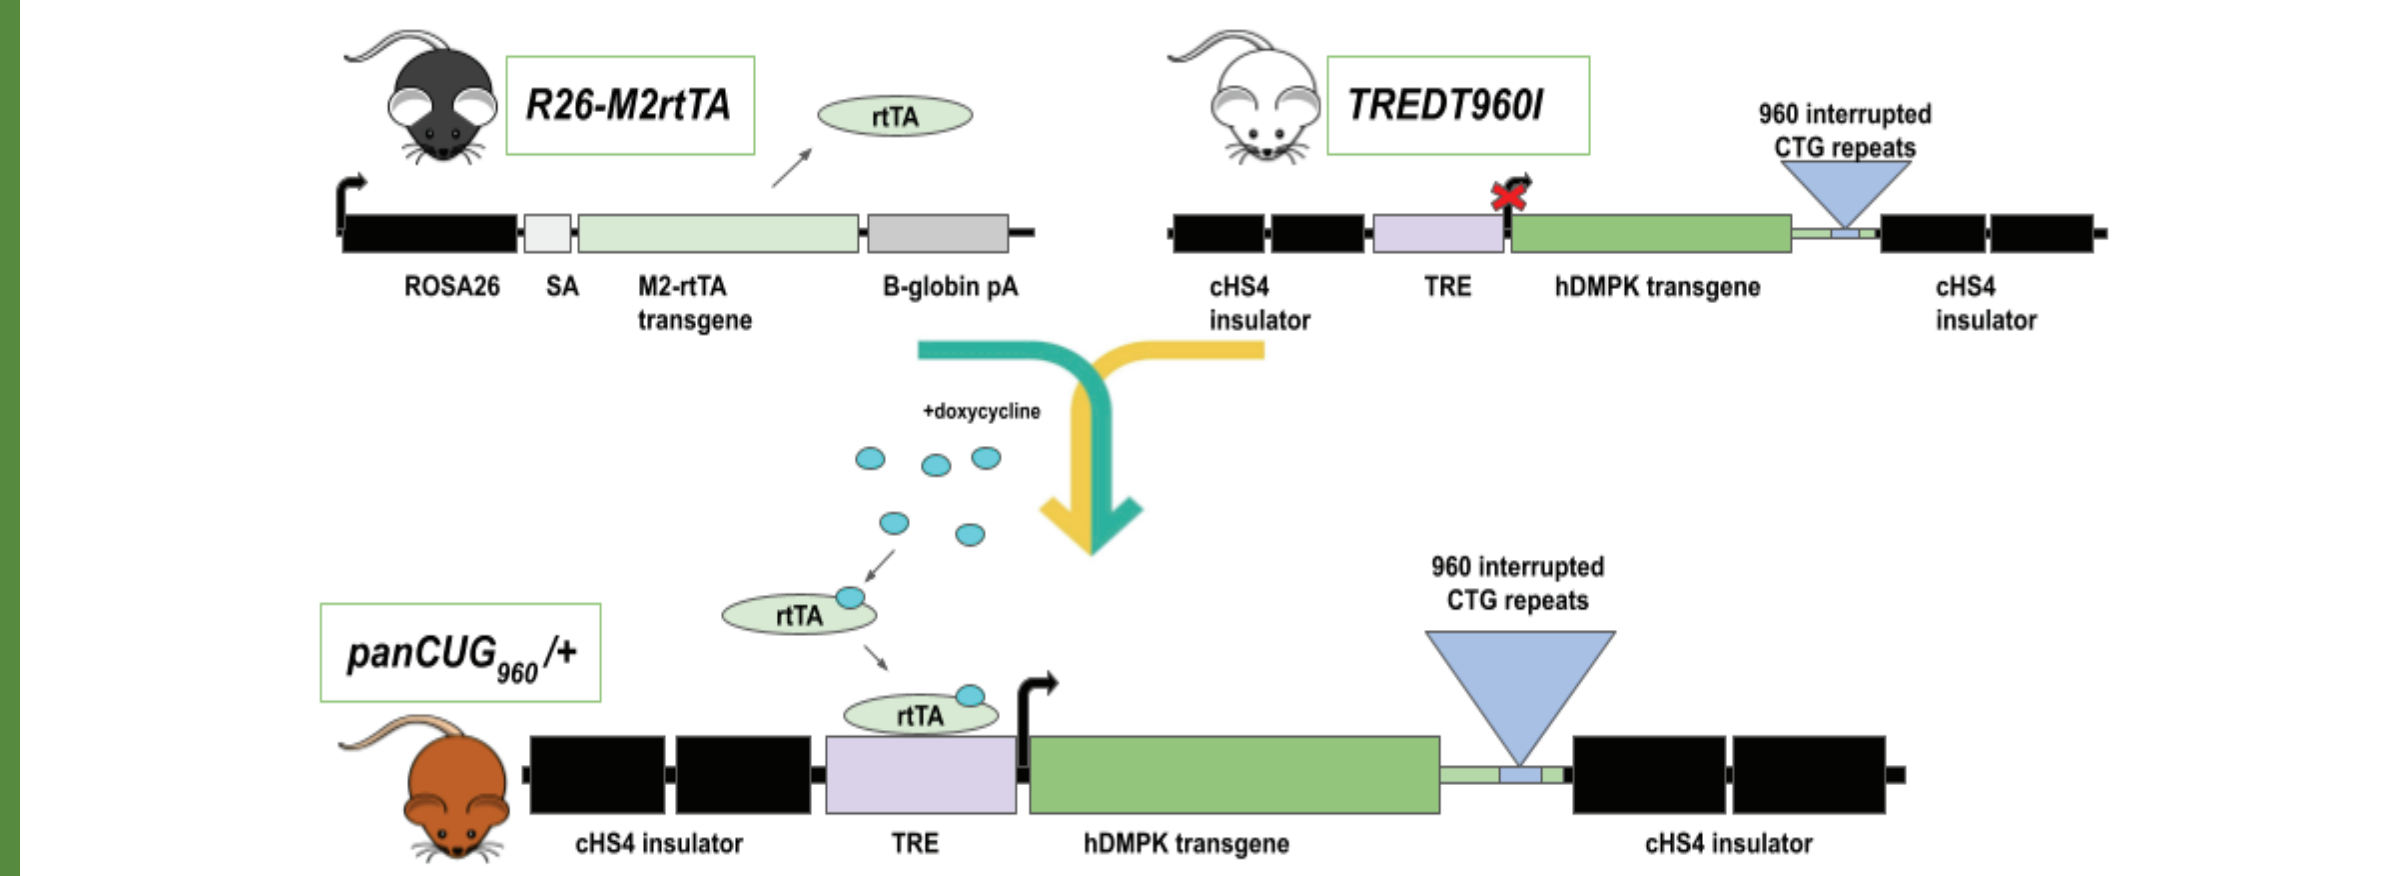 R26-M2rtTA
rtTA
ROSA26
SA
M2-rtTA
transgene
B-globin pA
TREDT960I
960 interrupted
CTG repeats
cHS4
insulator
TRE
hDMPK transgene
cHS4
insulator
+doxycycline
rtTA
rtTA
panCUG960/+
960 interrupted
CTG repeats
cHS4 insulator
TRE
hDMPK transgene
cHS4 insulator